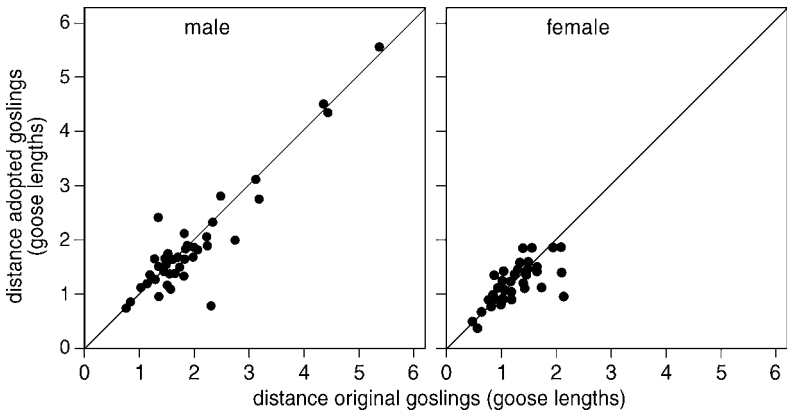 male
female
distance adopted goslings
(goose lengths)
6
5
4
3
2
1
0
0 1 2 3 4 5 6
0 1 2 3 4 5 6
distance original goslings (goose lengths)